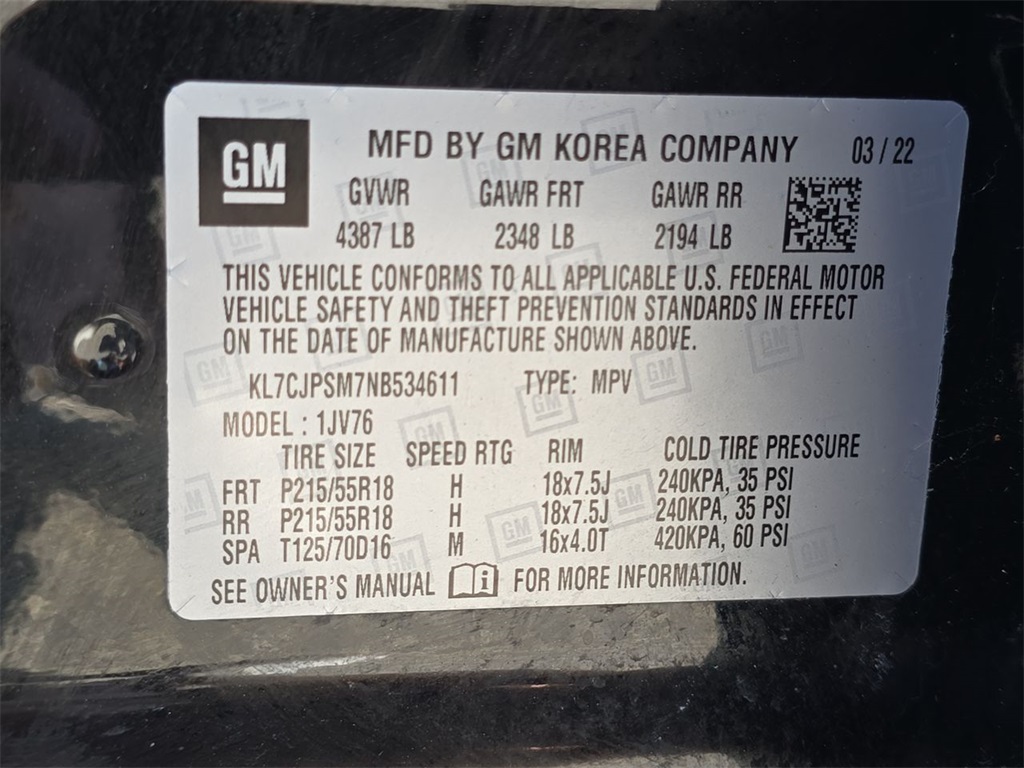 GM MFD BY GM KOREA COMPANY 03 / 22
GVWR GAWR FRT GAWR RR
4387 LB 2348 LB 2194 LB
THIS VEHICLE CONFORMS TO ALL APPLICABLE U.S. FEDERAL MOTOR
VEHICLE SAFETY AND THEFT PREVENTION STANDARDS IN EFFECT
ON THE DATE OF MANUFACTURE SHOWN ABOVE.
KL7CJPSM7NB534611 TYPE: MPV
MODEL : 1JV76
TIRE SIZE SPEED RTG RIM COLD TIRE PRESSURE
FRT P215/55R18 H 18x7.5J 240KPA, 35 PSI
RR P215/55R18 H 18x7.5J 240KPA, 35 PSI
SPA T125/70D16 M 16x4.0T 420KPA, 60 PSI
SEE OWNER'S MANUAL FOR MORE INFORMATION.